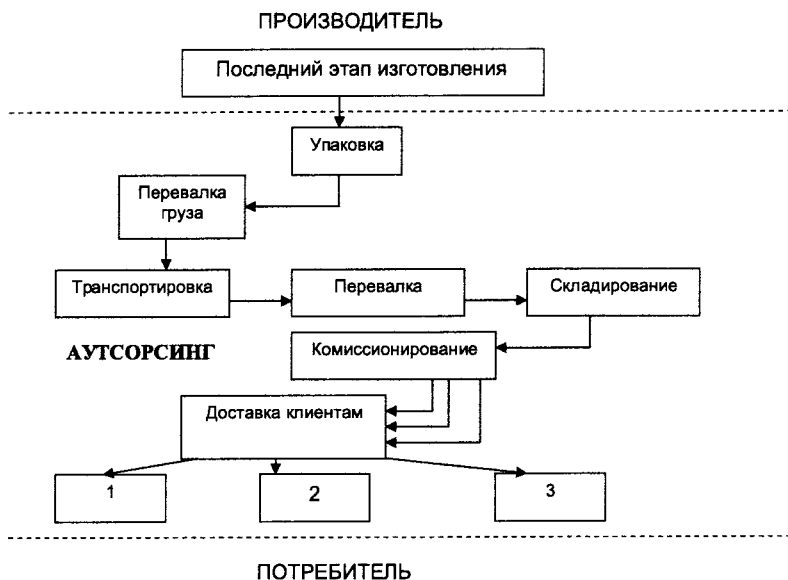 ПРОИЗВОДИТЕЛЬ
Последний этап изготовления
Упаковка
Перевалка
груза
Транспортировка
Перевалка
Складирование
АУТСОРСИНГ
Комиссионирование
Доставка клиентам
1
2
3
ПОТРЕБИТЕЛЬ